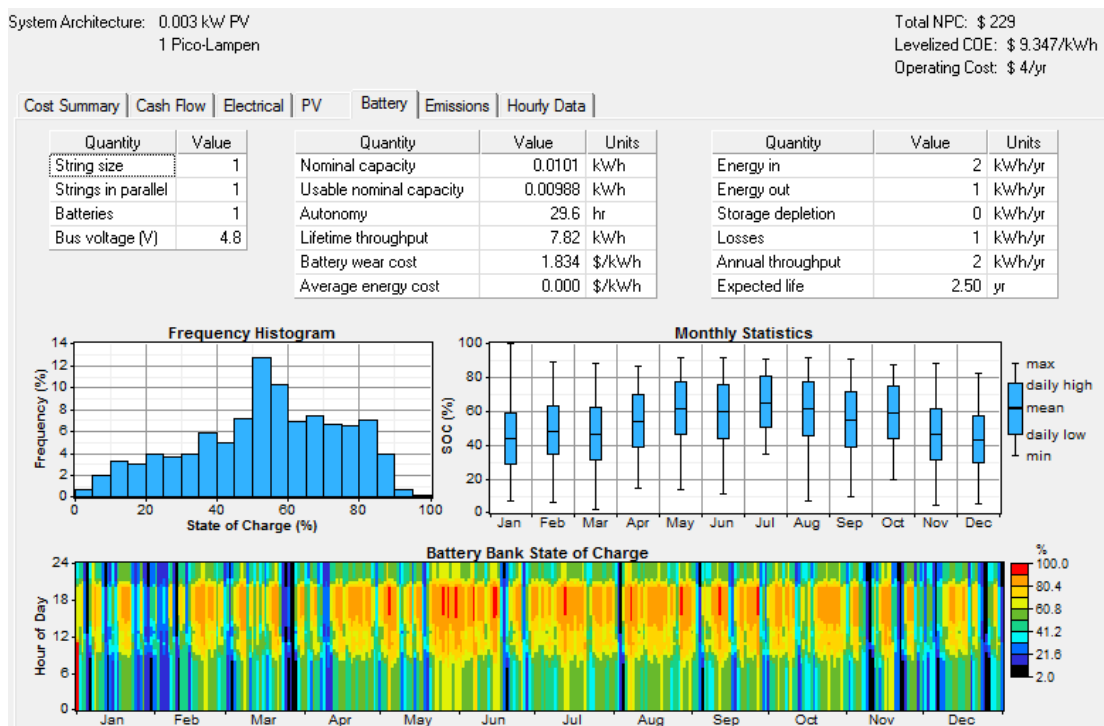 System Architecture: 0.003 kW PV
1 Pico-Lampen
Total NPC: $ 229
Levelized COE: $ 9.347/kWh
Operating Cost: $ 4/yr
Cost Summary Cash Flow Electrical PV Battery Emissions Hourly Data
Quantity Value
String size 1
Strings in parallel 1
Batteries 1
Bus voltage (V) 4.8
Quantity Value Units
Nominal capacity 0.0101 kWh
Usable nominal capacity 0.00988 kWh
Autonomy 29.6 hr
Lifetime throughput 7.82 kWh
Battery wear cost 1.834 $/kWh
Average energy cost 0.000 $/kWh
Quantity Value Units
Energy in 2 kWh/yr
Energy out 1 kWh/yr
Storage depletion 0 kWh/yr
Losses 1 kWh/yr
Annual throughput 2 kWh/yr
Expected life 2.50 yr
Frequency Histogram
Frequency (%)
14
12
10
8
6
4
2
0
0 20 40 60 80 100
State of Charge (%)
Monthly Statistics
SOC (%)
100
80
60
40
20
0
Jan Feb Mar Apr May Jun Jul Aug Sep Oct Nov Dec
max
daily high
mean
daily low
min
Battery Bank State of Charge
Hour of Day
24
18
12
6
0
Jan Feb Mar Apr May Jun Jul Aug Sep Oct Nov Dec
%
100.0
80.4
60.8
41.2
21.6
2.0